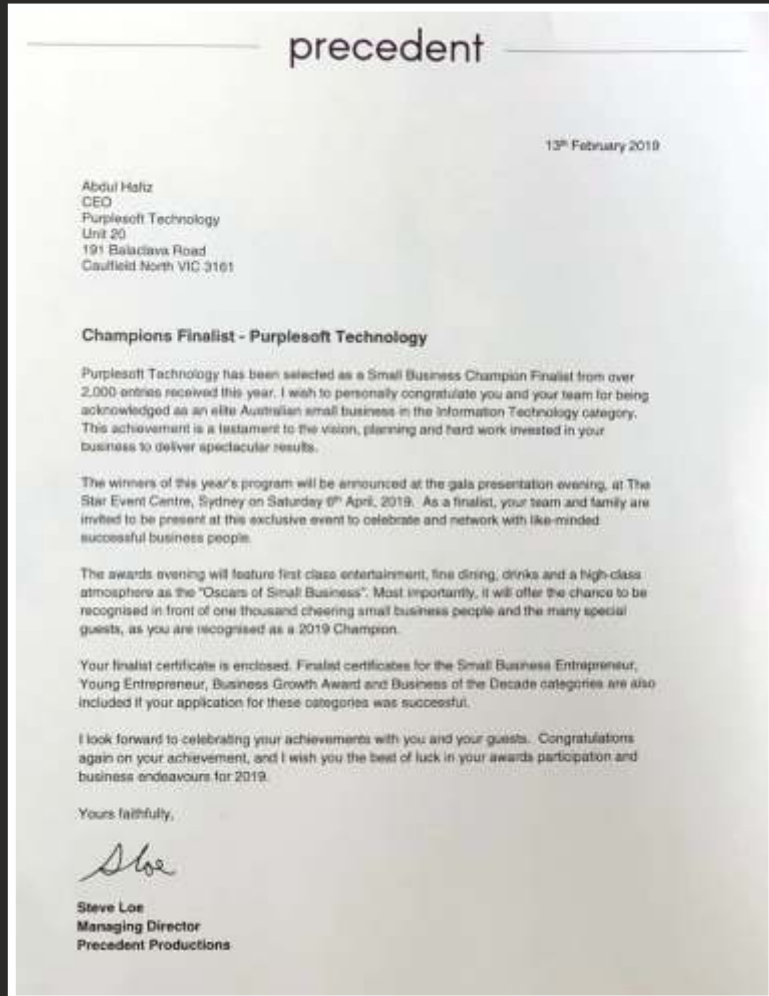 precedent
13th February 2019
Abdul Hafiz
CEO
Purplesoft Technology
Unit 20
191 Balaclava Road
Caulfield North VIC 3161
Champions Finalist - Purplesoft Technology
Purplesoft Technology has been selected as a Small Business Champion Finalist from over
2,000 entries received this year. I wish to personally congratulate you and your team for being
acknowledged as an elite Australian small business in the Information Technology category.
This achievement is a testament to the vision, planning and hard work invested in your
business to deliver spectacular results.
The winners of this year's program will be announced at the gala presentation evening, at The
Star Event Centre, Sydney on Saturday 6th April, 2019. As a finalist, your team and family are
invited to be present at this exclusive event to celebrate and network with like-minded
successful business people.
The awards evening will feature first class entertainment, fine dining, drinks and a high-class
atmosphere as the "Oscars of Small Business". Most importantly, it will offer the chance to be
recognised in front of one thousand cheering small business people and the many special
guests, as you are recognised as a 2019 Champion.
Your finalist certificate is enclosed. Finalist certificates for the Small Business Entrepreneur,
Young Entrepreneur, Business Growth Award and Business of the Decade categories are also
included if your application for these categories was successful.
I look forward to celebrating your achievements with you and your guests. Congratulations
again on your achievement, and I wish you the best of luck in your awards participation and
business endeavours for 2019.
Yours faithfully,
SLoe
Steve Loe
Managing Director
Precedent Productions